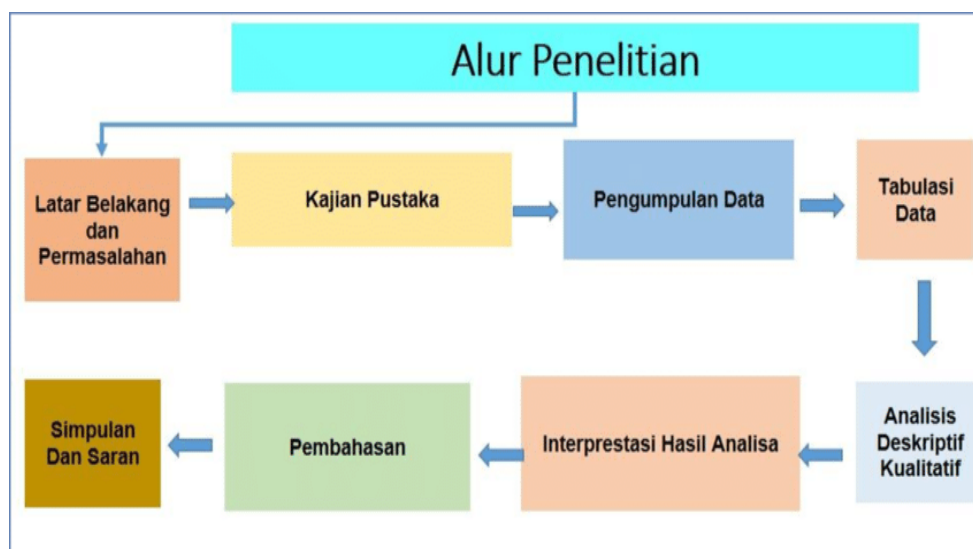 Alur Penelitian
Latar Belakang
dan
Permasalahan
Kajian Pustaka
Pengumpulan Data
Tabulasi
Data
Analisis
Deskriptif
Kualitatif
Interprestasi Hasil Analisa
Pembahasan
Simpulan
Dan Saran